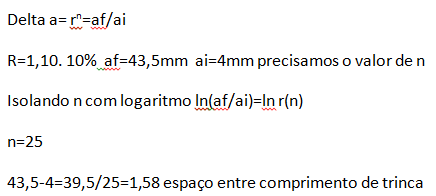 Delta a= rⁿ=af/ai
R=1,10. 10%  af=43,5mm  ai=4mm precisamos o valor de n
Isolando n com logaritmo ln(af/ai)=ln r(n)
n=25
43,5-4=39,5/25=1,58 espaço entre comprimento de trinca